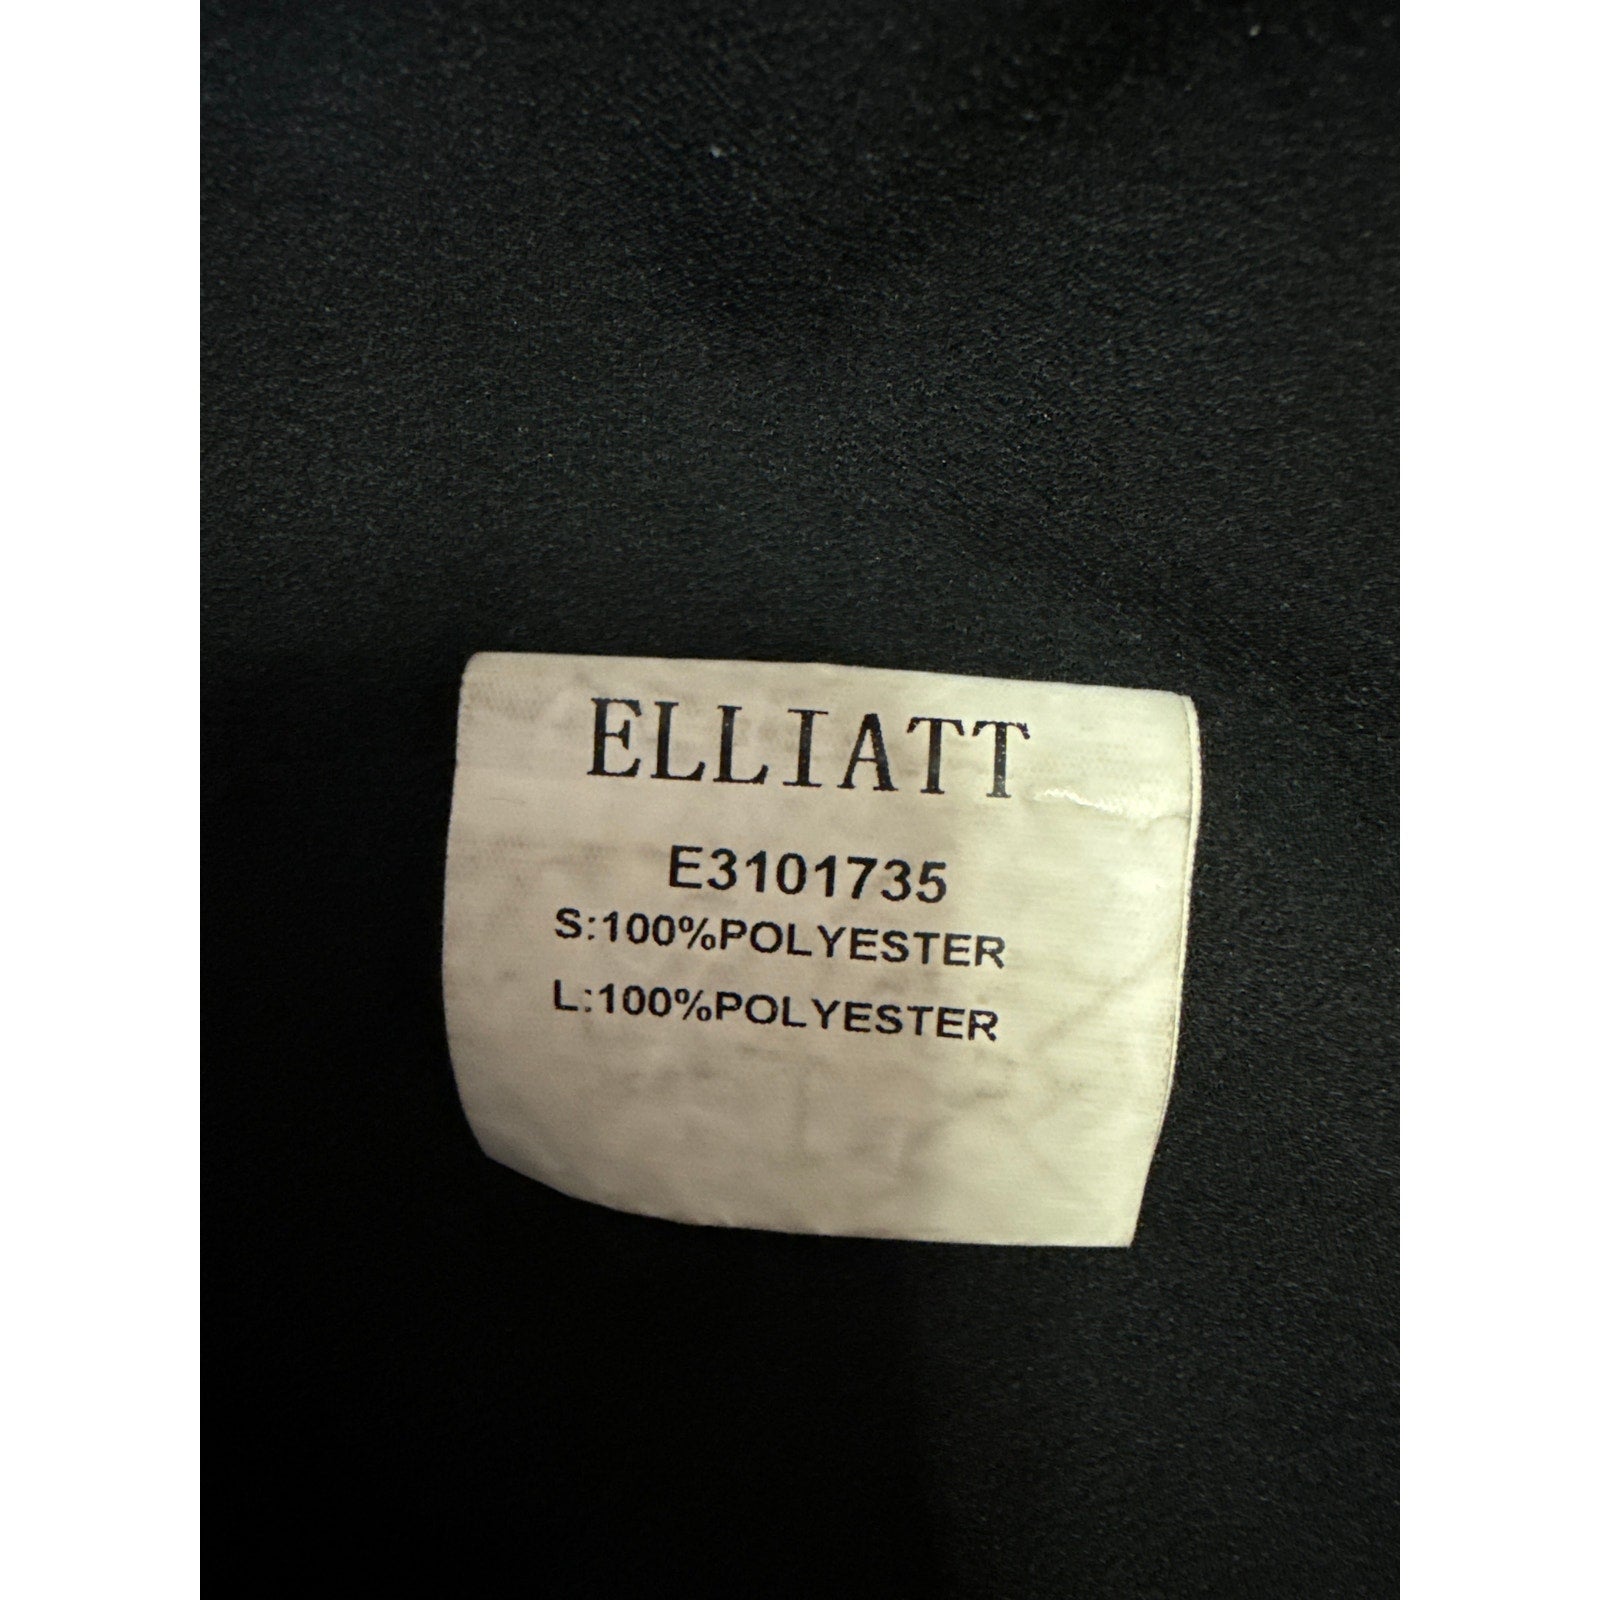 ELLIATT
E3101735
S:100%POLYESTER
L:100%POLYESTER